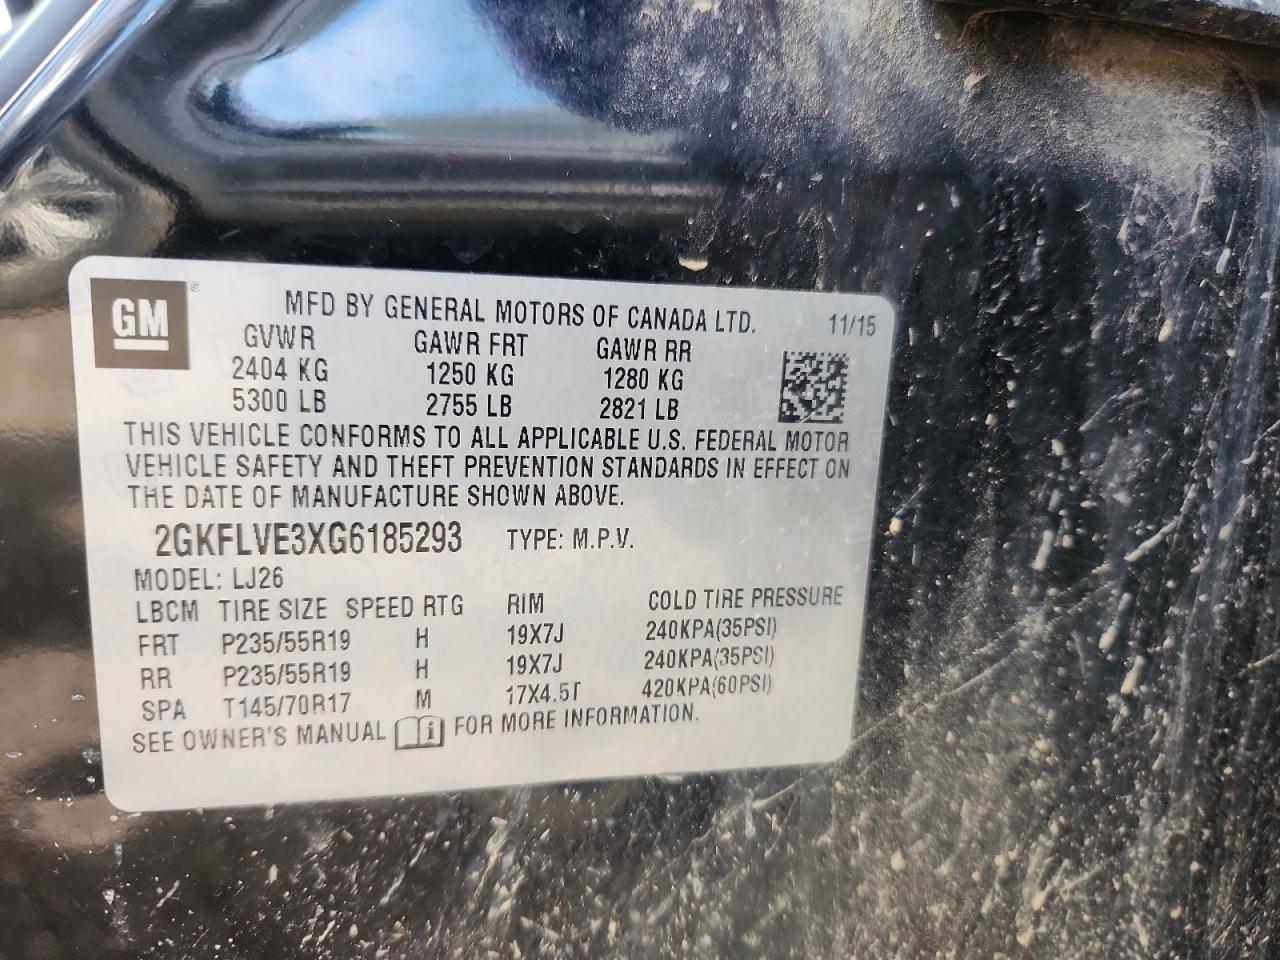 GM ®
MFD BY GENERAL MOTORS OF CANADA LTD. 11/15
GVWR GAWR FRT GAWR RR
2404 KG 1250 KG 1280 KG
5300 LB 2755 LB 2821 LB
THIS VEHICLE CONFORMS TO ALL APPLICABLE U.S. FEDERAL MOTOR
VEHICLE SAFETY AND THEFT PREVENTION STANDARDS IN EFFECT ON
THE DATE OF MANUFACTURE SHOWN ABOVE.
2GKFLVE3XG6185293 TYPE: M.P.V.
MODEL: LJ26
LBCM TIRE SIZE SPEED RTG RIM COLD TIRE PRESSURE
FRT P235/55R19 H 19X7J 240KPA(35PSI)
RR P235/55R19 H 19X7J 240KPA(35PSI)
SPA T145/70R17 M 17X4.5T 420KPA(60PSI)
SEE OWNER'S MANUAL i FOR MORE INFORMATION.